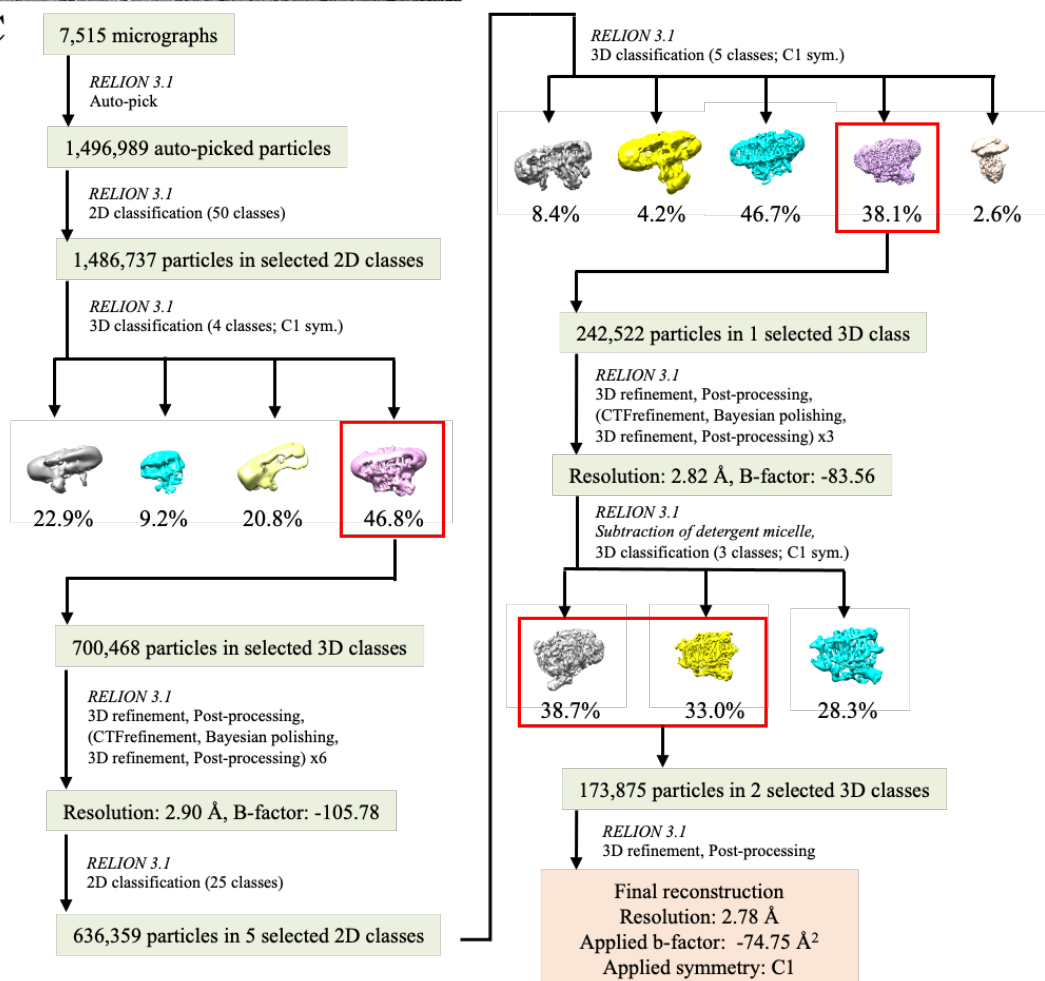 C
7,515 micrographs
RELION 3.1
Auto-pick
1,496,989 auto-picked particles
RELION 3.1
2D classification (50 classes)
1,486,737 particles in selected 2D classes
RELION 3.1
3D classification (4 classes; C1 sym.)
22.9%
9.2%
20.8%
46.8%
700,468 particles in selected 3D classes
RELION 3.1
3D refinement, Post-processing,
(CTFrefinement, Bayesian polishing,
3D refinement, Post-processing) x6
Resolution: 2.90 Å, B-factor: -105.78
RELION 3.1
2D classification (25 classes)
636,359 particles in 5 selected 2D classes
RELION 3.1
3D classification (5 classes; C1 sym.)
8.4%
4.2%
46.7%
38.1%
2.6%
242,522 particles in 1 selected 3D class
RELION 3.1
3D refinement, Post-processing,
(CTFrefinement, Bayesian polishing,
3D refinement, Post-processing) x3
Resolution: 2.82 Å, B-factor: -83.56
RELION 3.1
Subtraction of detergent micelle,
3D classification (3 classes; C1 sym.)
38.7%
33.0%
28.3%
173,875 particles in 2 selected 3D classes
RELION 3.1
3D refinement, Post-processing
Final reconstruction
Resolution: 2.78 Å
Applied b-factor: -74.75 Å²
Applied symmetry: C1